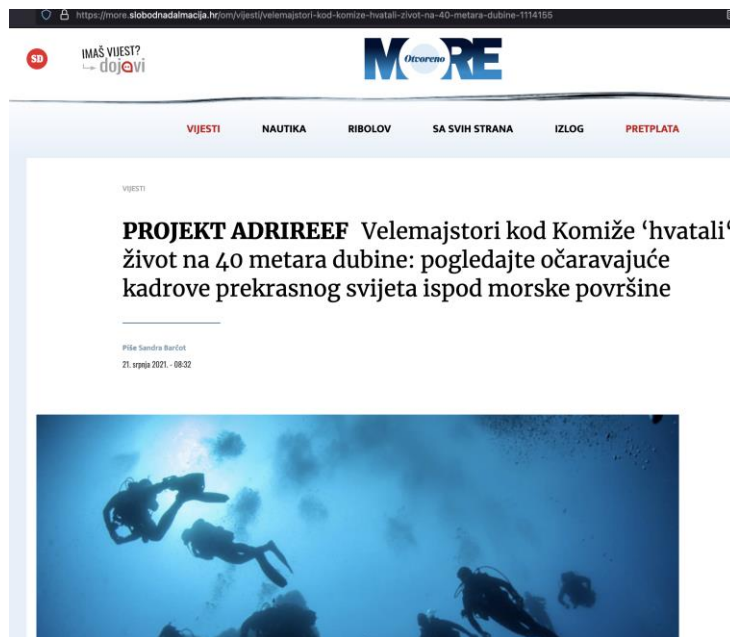 https://more.slobodnadalmacija.hr/om/vijesti/velemajstori-kod-komize-hvatali-zivot-na-40-metara-dubine-1114155
SD
IMAŠ VIJEST?
dojavi
Otvoreno
MORE
VIJESTI NAUTIKA RIBOLOV SA SVIH STRANA IZLOG PRETPLATA
VIJESTI
PROJEKT ADRIREEF Velemajstori kod Komiže ‘hvatali‘
život na 40 metara dubine: pogledajte očaravajuće
kadrove prekrasnog svijeta ispod morske površine
Piše Sandra Barčot
21. srpnja 2021. - 08:32